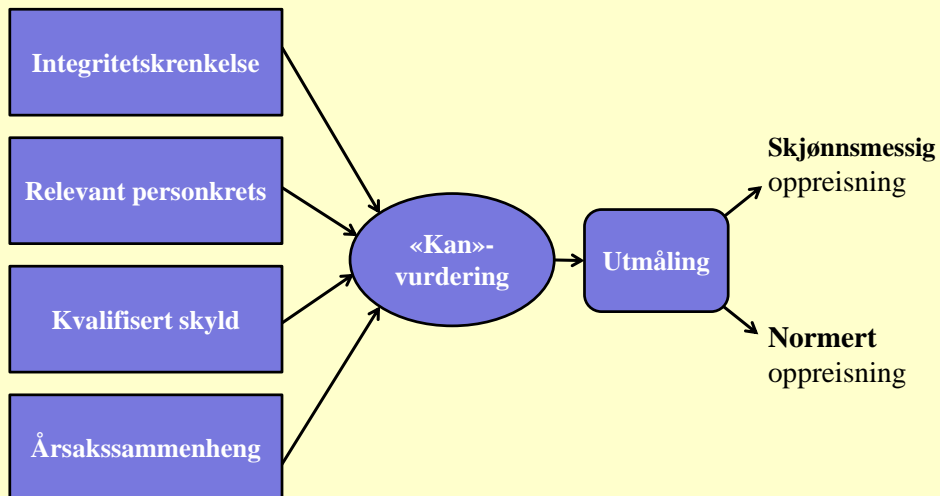 Integritetskrenkelse
Relevant personkrets
Kvalifisert skyld
Årsakssammenheng
«Kan»-
vurdering
Utmåling
Skjønnsmessig
oppreisning
Normert
oppreisning